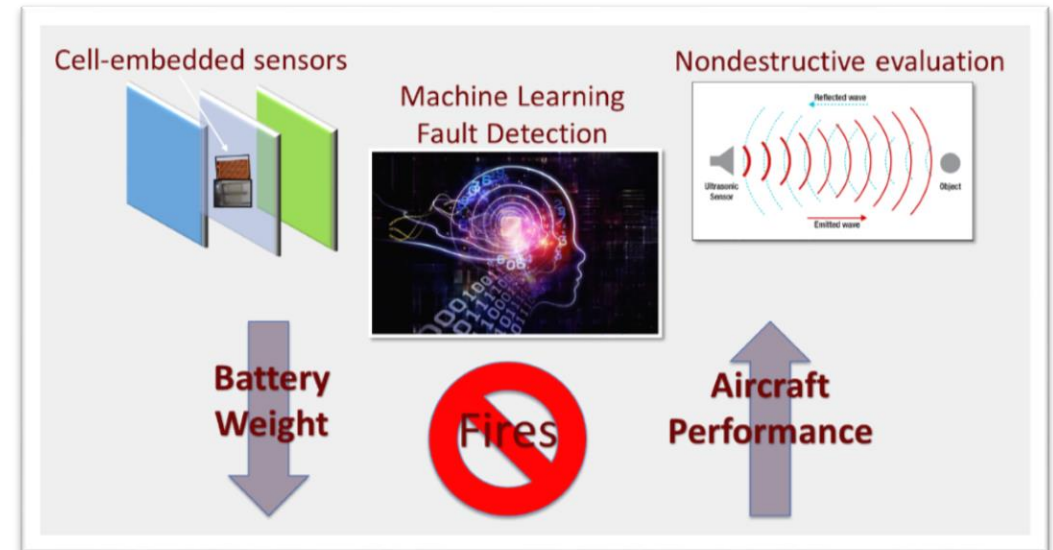 Cell-embedded sensors
Machine Learning
Fault Detection
Nondestructive evaluation
Reflected wave
Ultrasonic
Sensor
Object
Emitted wave
Battery
Weight
Fires
Aircraft
Performance